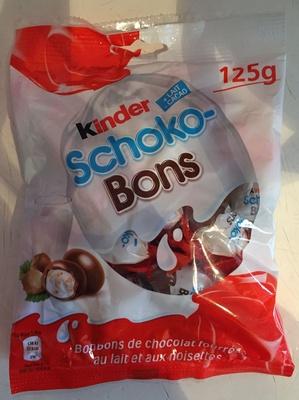 125g
+ LAIT
+ CACAO
Kinder
Schoko-
Bons
Bonbons de chocolat fourrés
au lait et aux noisettes